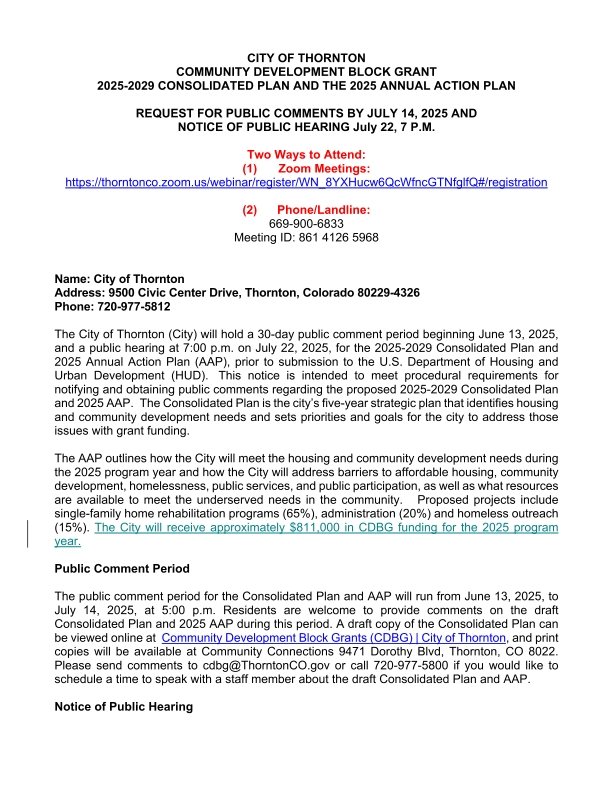 CITY OF THORNTON
COMMUNITY DEVELOPMENT BLOCK GRANT
2025-2029 CONSOLIDATED PLAN AND THE 2025 ANNUAL ACTION PLAN
REQUEST FOR PUBLIC COMMENTS BY JULY 14, 2025 AND
NOTICE OF PUBLIC HEARING July 22, 7 P.M.
Two Ways to Attend:
(1) Zoom Meetings:
https://thorntonco.zoom.us/webinar/register/WN_8YXHucw6QcWfncGTNfglfQ#/registration
(2) Phone/Landline:
669-900-6833
Meeting ID: 861 4126 5968
Name: City of Thornton
Address: 9500 Civic Center Drive, Thornton, Colorado 80229-4326
Phone: 720-977-5812
The City of Thornton (City) will hold a 30-day public comment period beginning June 13, 2025,
and a public hearing at 7:00 p.m. on July 22, 2025, for the 2025-2029 Consolidated Plan and
2025 Annual Action Plan (AAP), prior to submission to the U.S. Department of Housing and
Urban Development (HUD). This notice is intended to meet procedural requirements for
notifying and obtaining public comments regarding the proposed 2025-2029 Consolidated Plan
and 2025 AAP. The Consolidated Plan is the city's five-year strategic plan that identifies housing
and community development needs and sets priorities and goals for the city to address those
issues with grant funding.
The AAP outlines how the City will meet the housing and community development needs during
the 2025 program year and how the City will address barriers to affordable housing, community
development, homelessness, public services, and public participation, as well as what resources
are available to meet the underserved needs in the community. Proposed projects include
single-family home rehabilitation programs (65%), administration (20%) and homeless outreach
(15%). The City will receive approximately $811,000 in CDBG funding for the 2025 program
year.
Public Comment Period
The public comment period for the Consolidated Plan and AAP will run from June 13, 2025, to
July 14, 2025, at 5:00 p.m. Residents are welcome to provide comments on the draft
Consolidated Plan and 2025 AAP during this period. A draft copy of the Consolidated Plan can
be viewed online at Community Development Block Grants (CDBG) | City of Thornton, and print
copies will be available at Community Connections 9471 Dorothy Blvd, Thornton, CO 8022.
Please send comments to cdbg@ThorntonCO.gov or call 720-977-5800 if you would like to
schedule a time to speak with a staff member about the draft Consolidated Plan and AAP.
Notice of Public Hearing